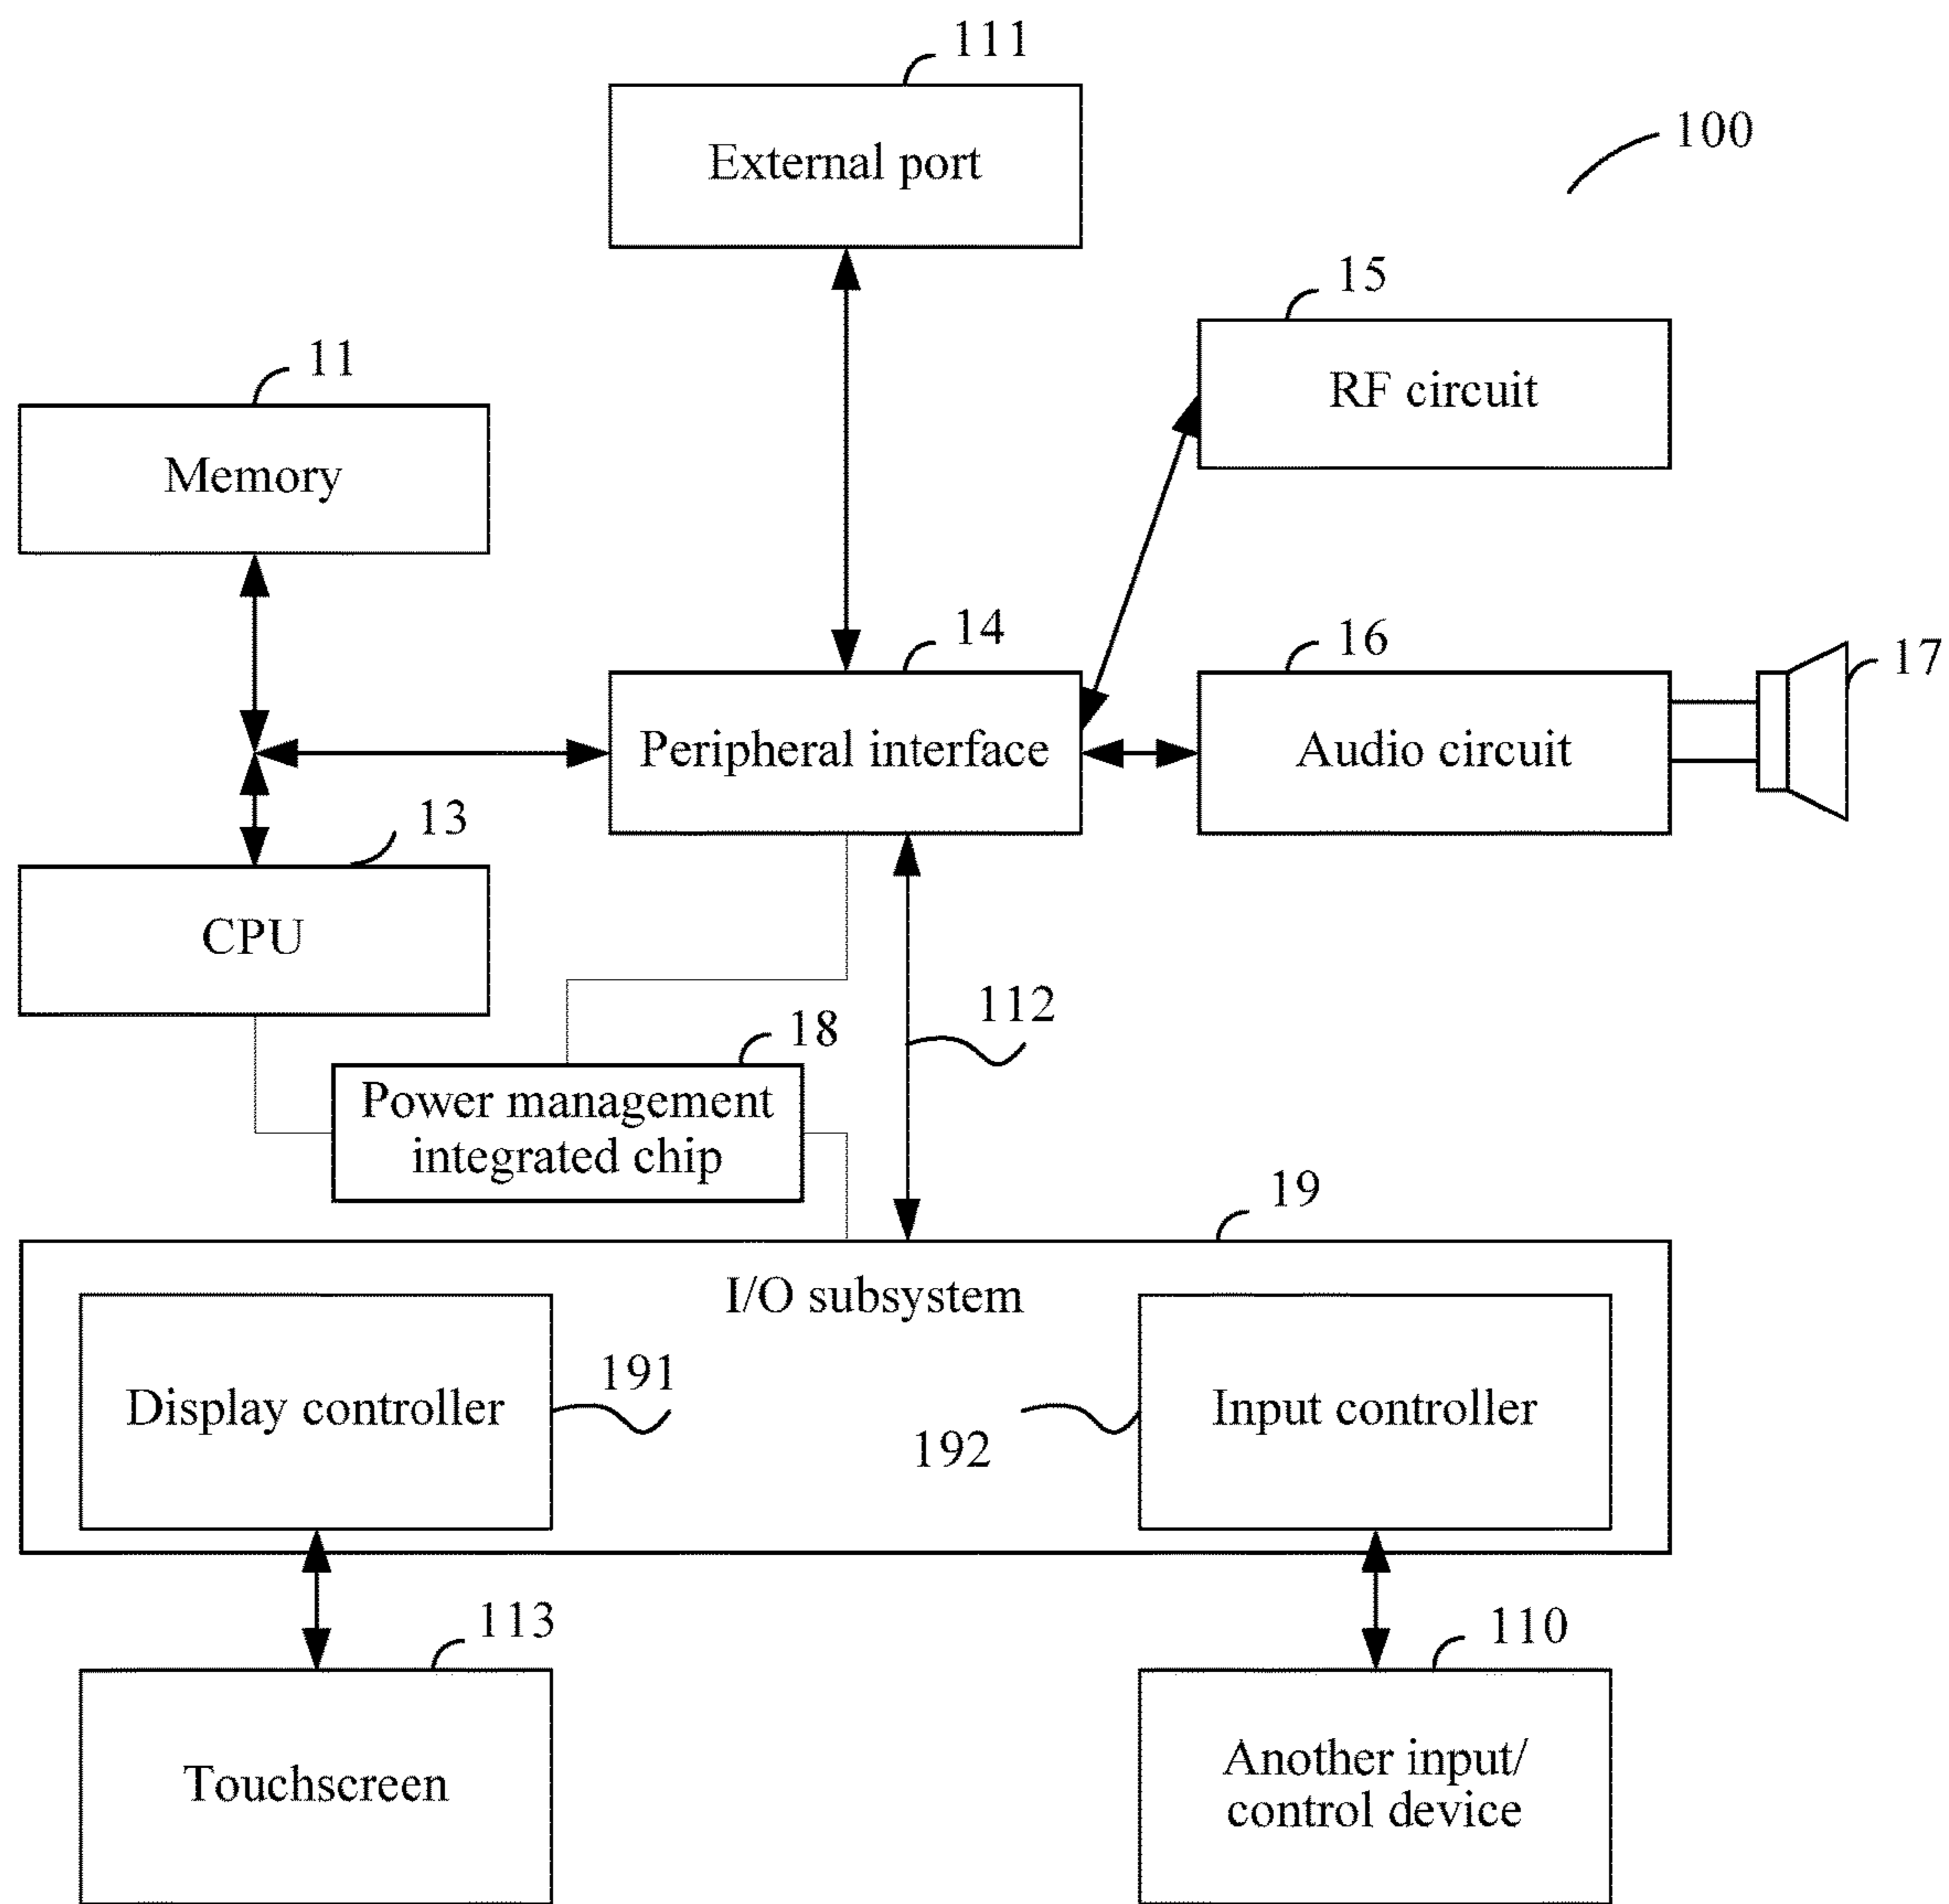 111
External port
100
15
RF circuit
11
Memory
14
Peripheral interface
16
Audio circuit
17
13
CPU
112
18
Power management
integrated chip
19
I/O subsystem
Display controller
191
192
Input controller
113
Touchscreen
110
Another input/
control device